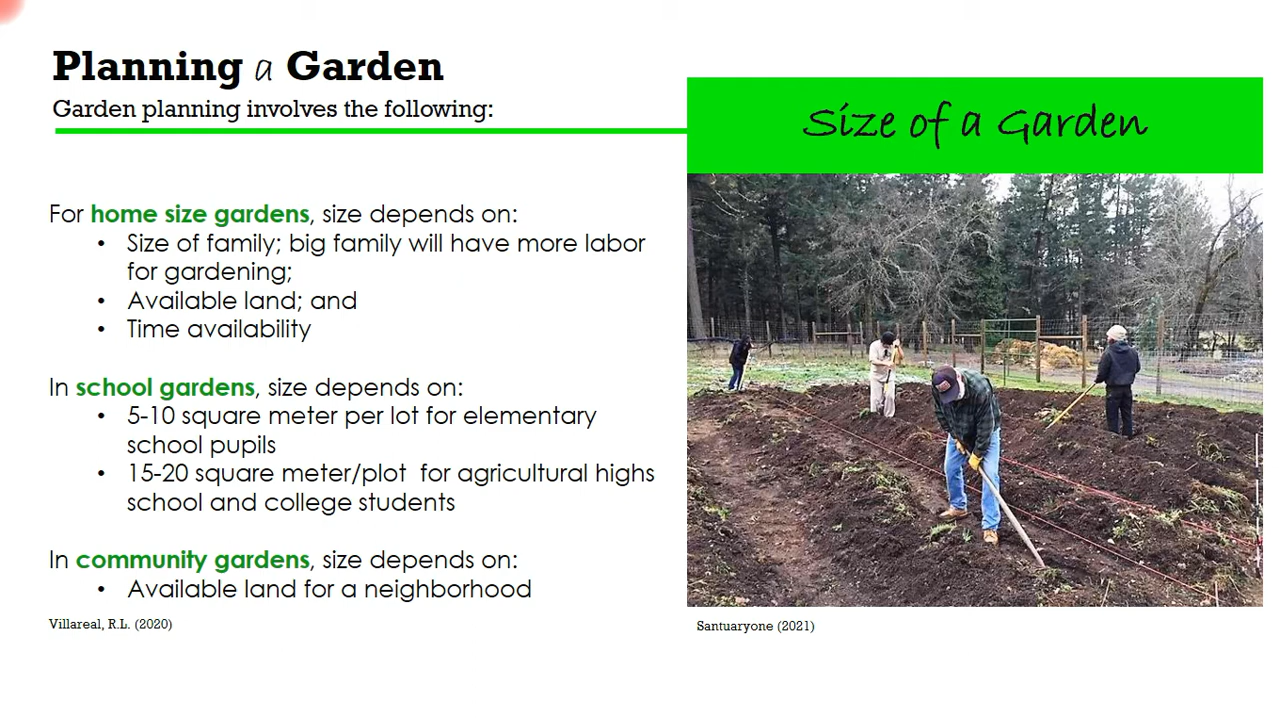 Planning a Garden
Garden planning involves the following:
Size of a Garden
For home size gardens, size depends on:
• Size of family; big family will have more labor
for gardening;
• Available land; and
• Time availability
In school gardens, size depends on:
• 5-10 square meter per lot for elementary
school pupils
• 15-20 square meter/plot  for agricultural highs
school and college students
In community gardens, size depends on:
• Available land for a neighborhood
Villareal, R.L. (2020)
Santuaryone (2021)